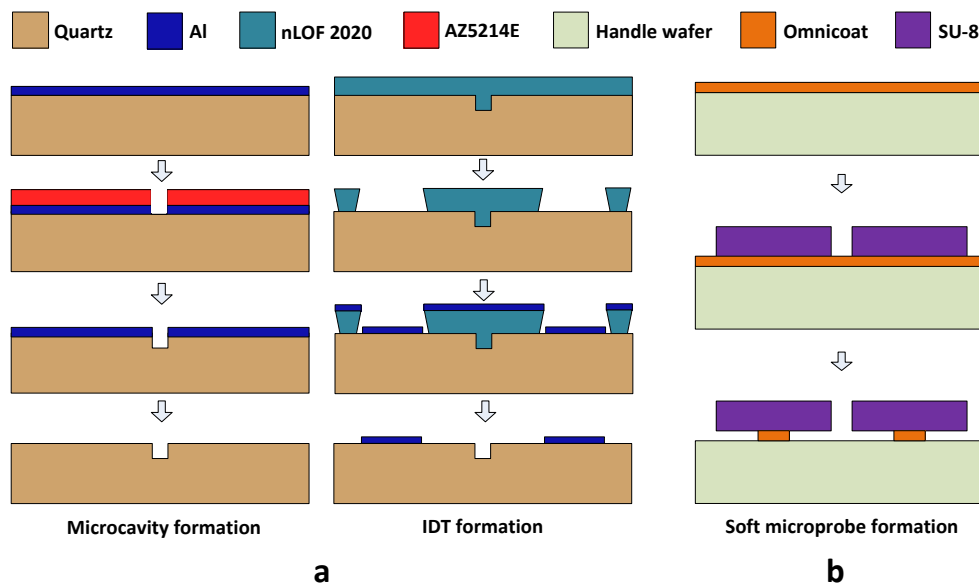 Quartz Al nLOF 2020 AZ5214E Handle wafer Omnicoat SU-8
Microcavity formation IDT formation Soft microprobe formation
a b